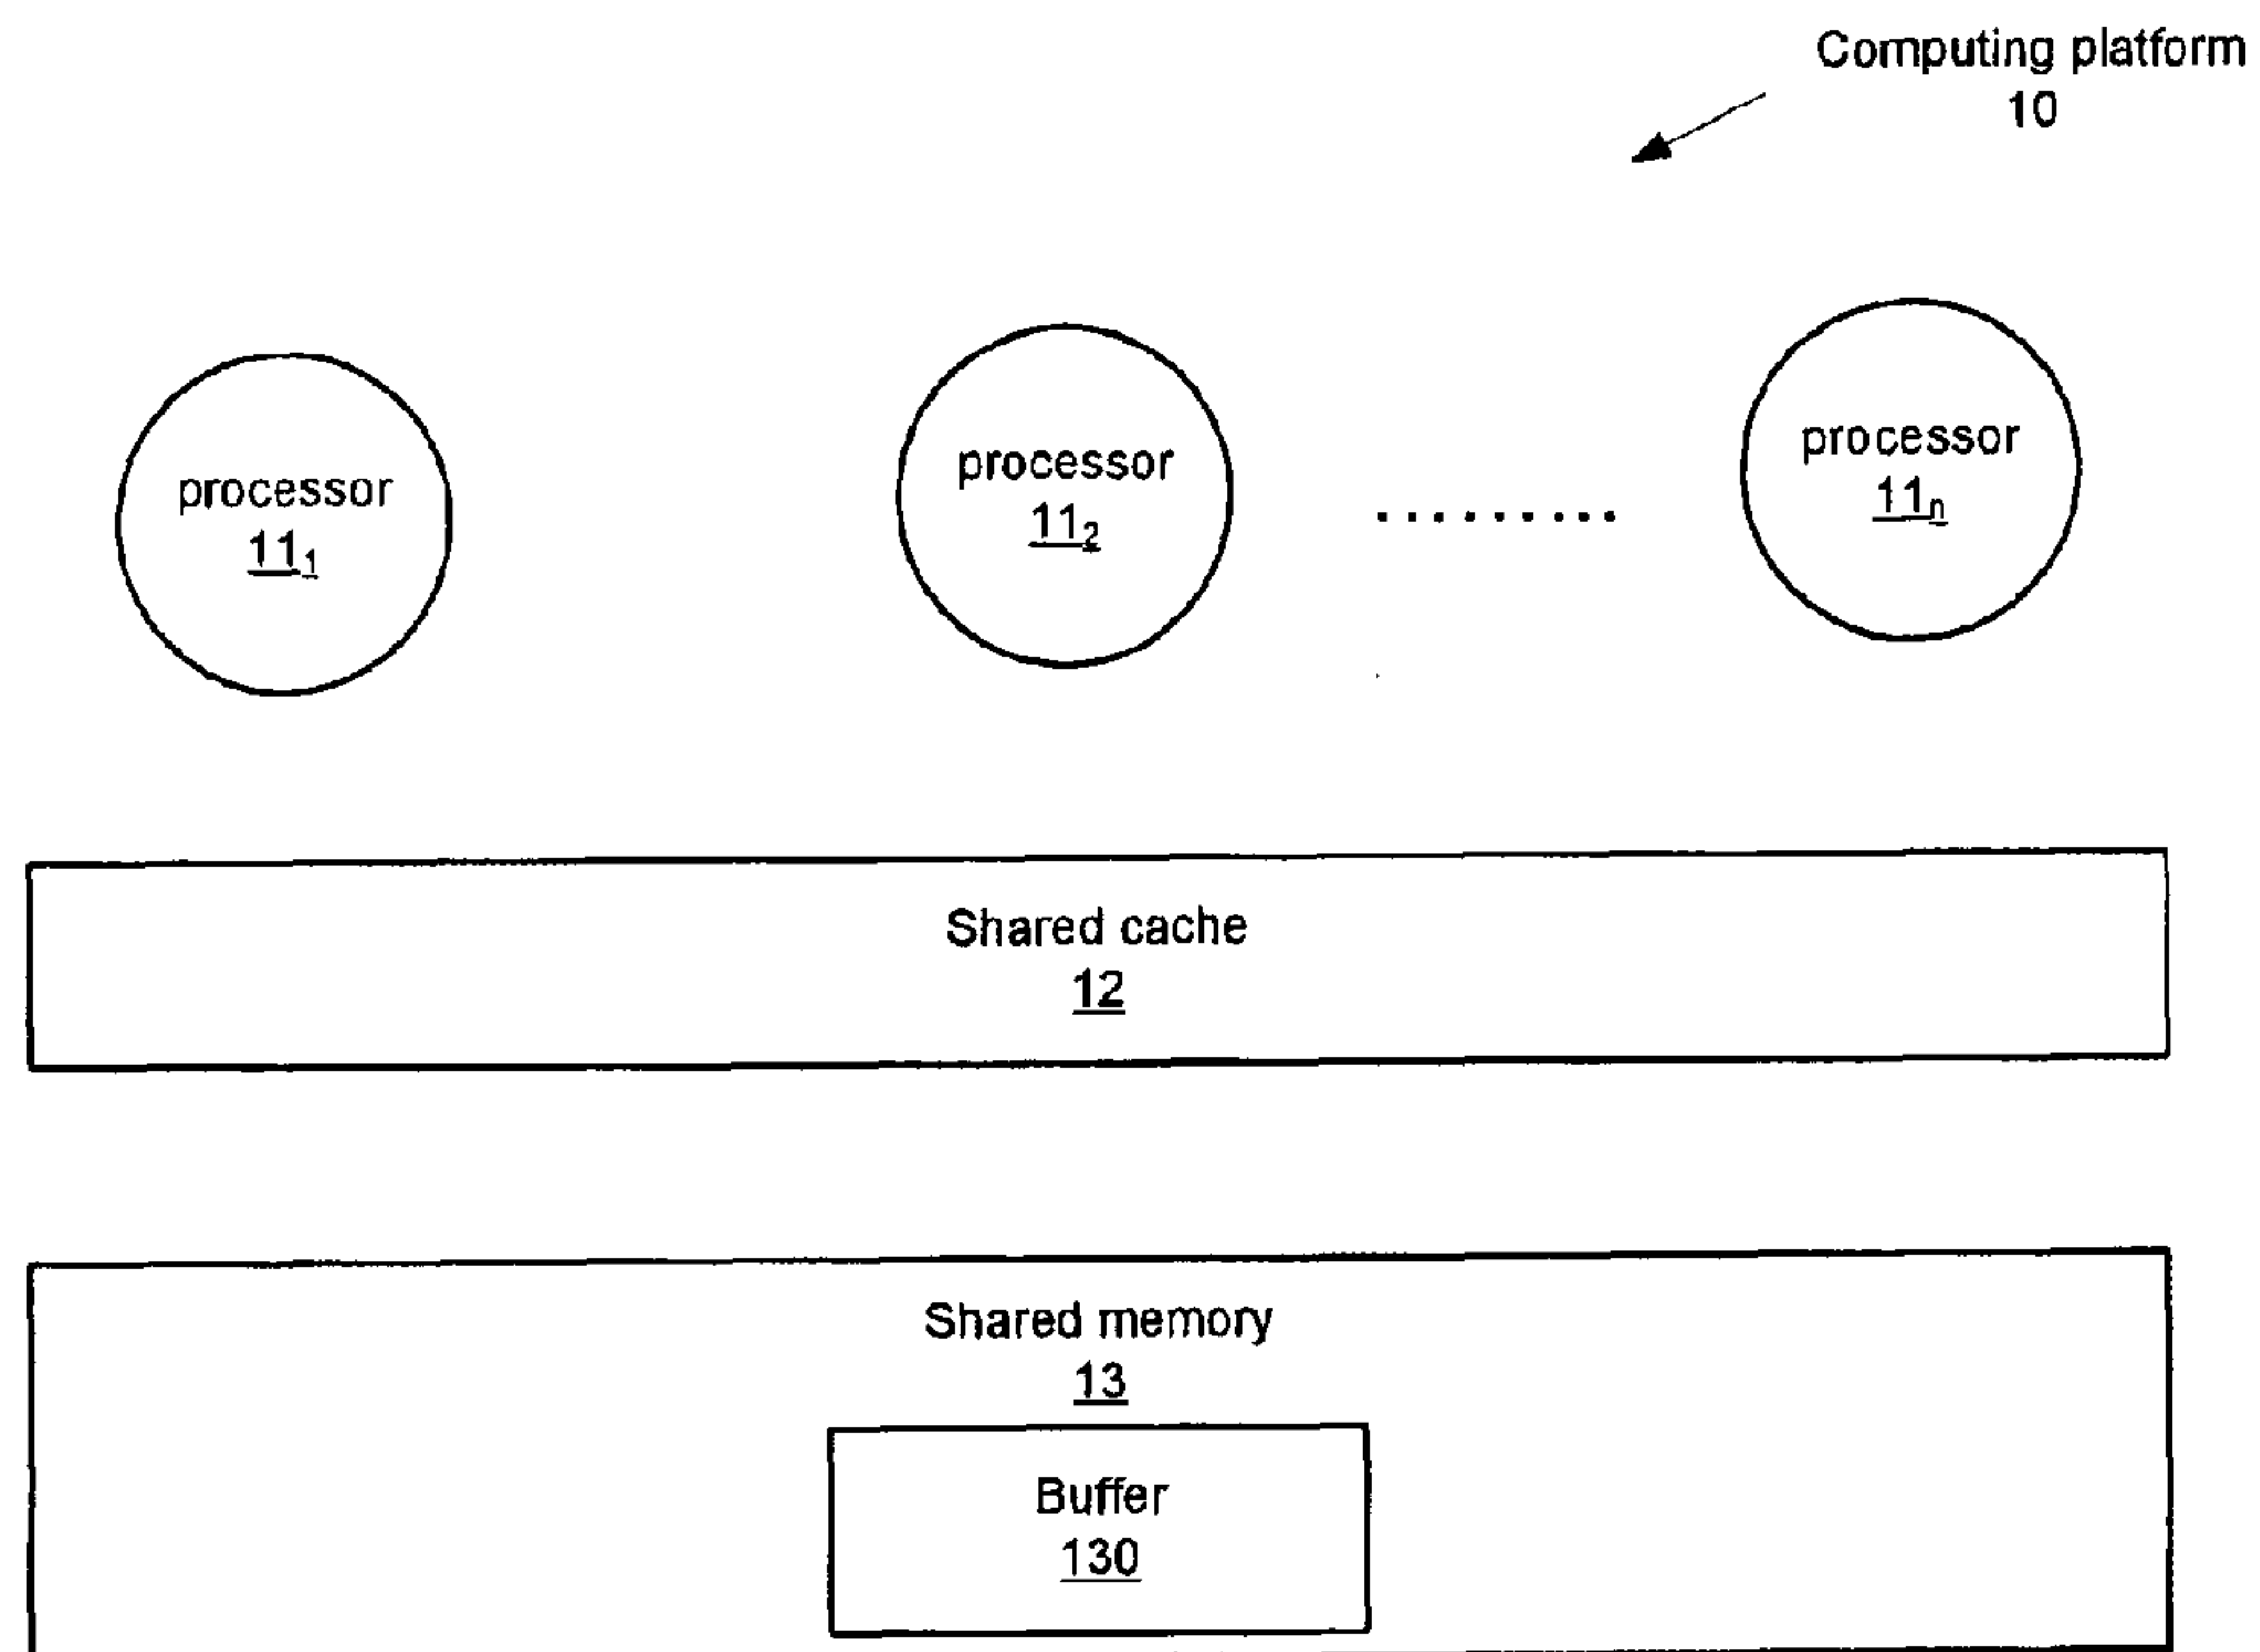 Computing platform
10
processor
11₁
processor
11₂
.........
processor
11ₙ
Shared cache
12
Shared memory
13
Buffer
130